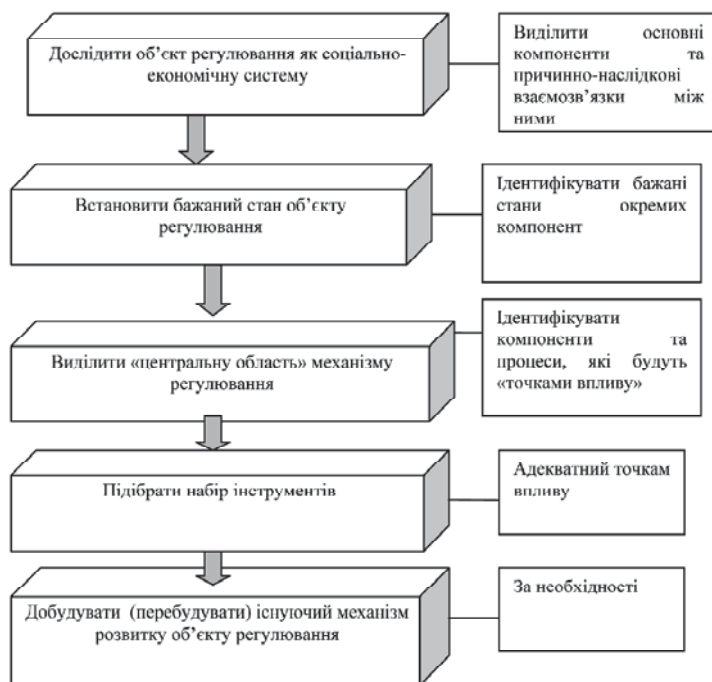 Дослідити об’єкт регулювання як соціально-
економічну систему
Виділити основні
компоненти та
причинно-наслідкові
взаємозв’язки між
ними
Встановити бажаний стан об’єкту
регулювання
Ідентифікувати бажані
стани окремих
компонент
Виділити «центральну область» механізму
регулювання
Ідентифікувати
компоненти та
процеси, які будуть
«точками впливу»
Підібрати набір інструментів
Адекватний точкам
впливу
Добудувати (перебудувати) існуючий механізм
розвитку об’єкту регулювання
За необхідності